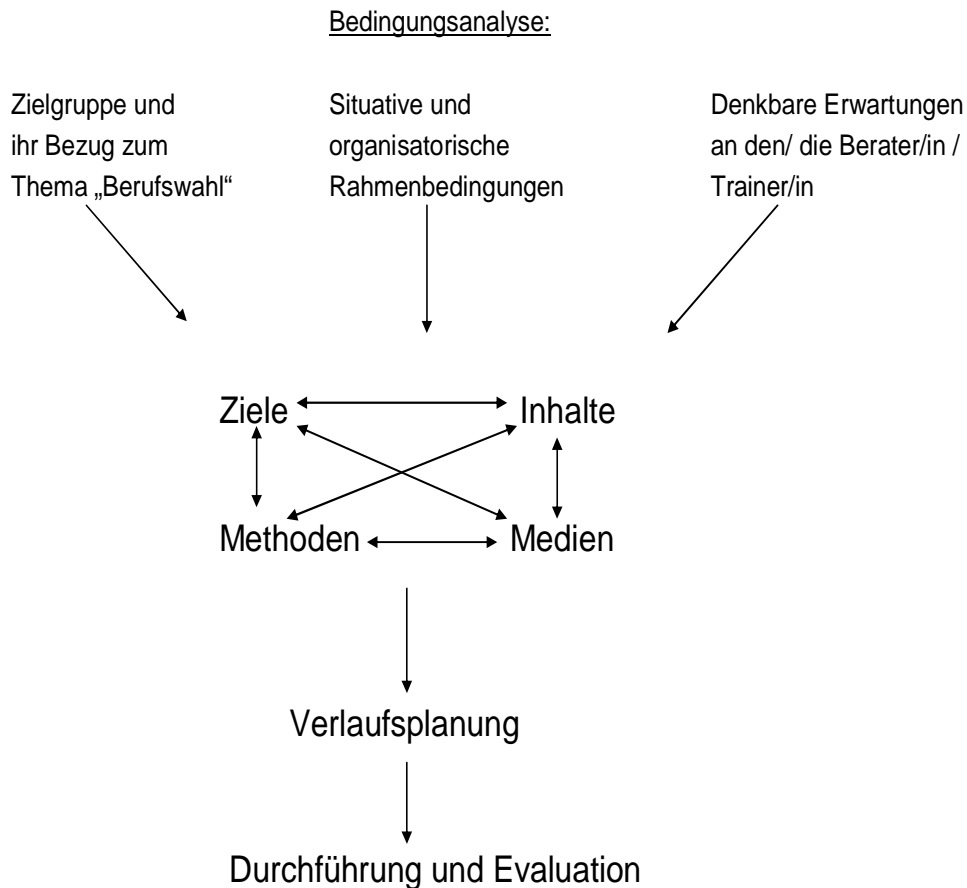 Bedingungsanalyse:
Zielgruppe und
ihr Bezug zum
Thema „Berufswahl“
Situative und
organisatorische
Rahmenbedingungen
Denkbare Erwartungen
an den/ die Berater/in /
Trainer/in
Ziele
Inhalte
Methoden
Medien
Verlaufsplanung
Durchführung und Evaluation